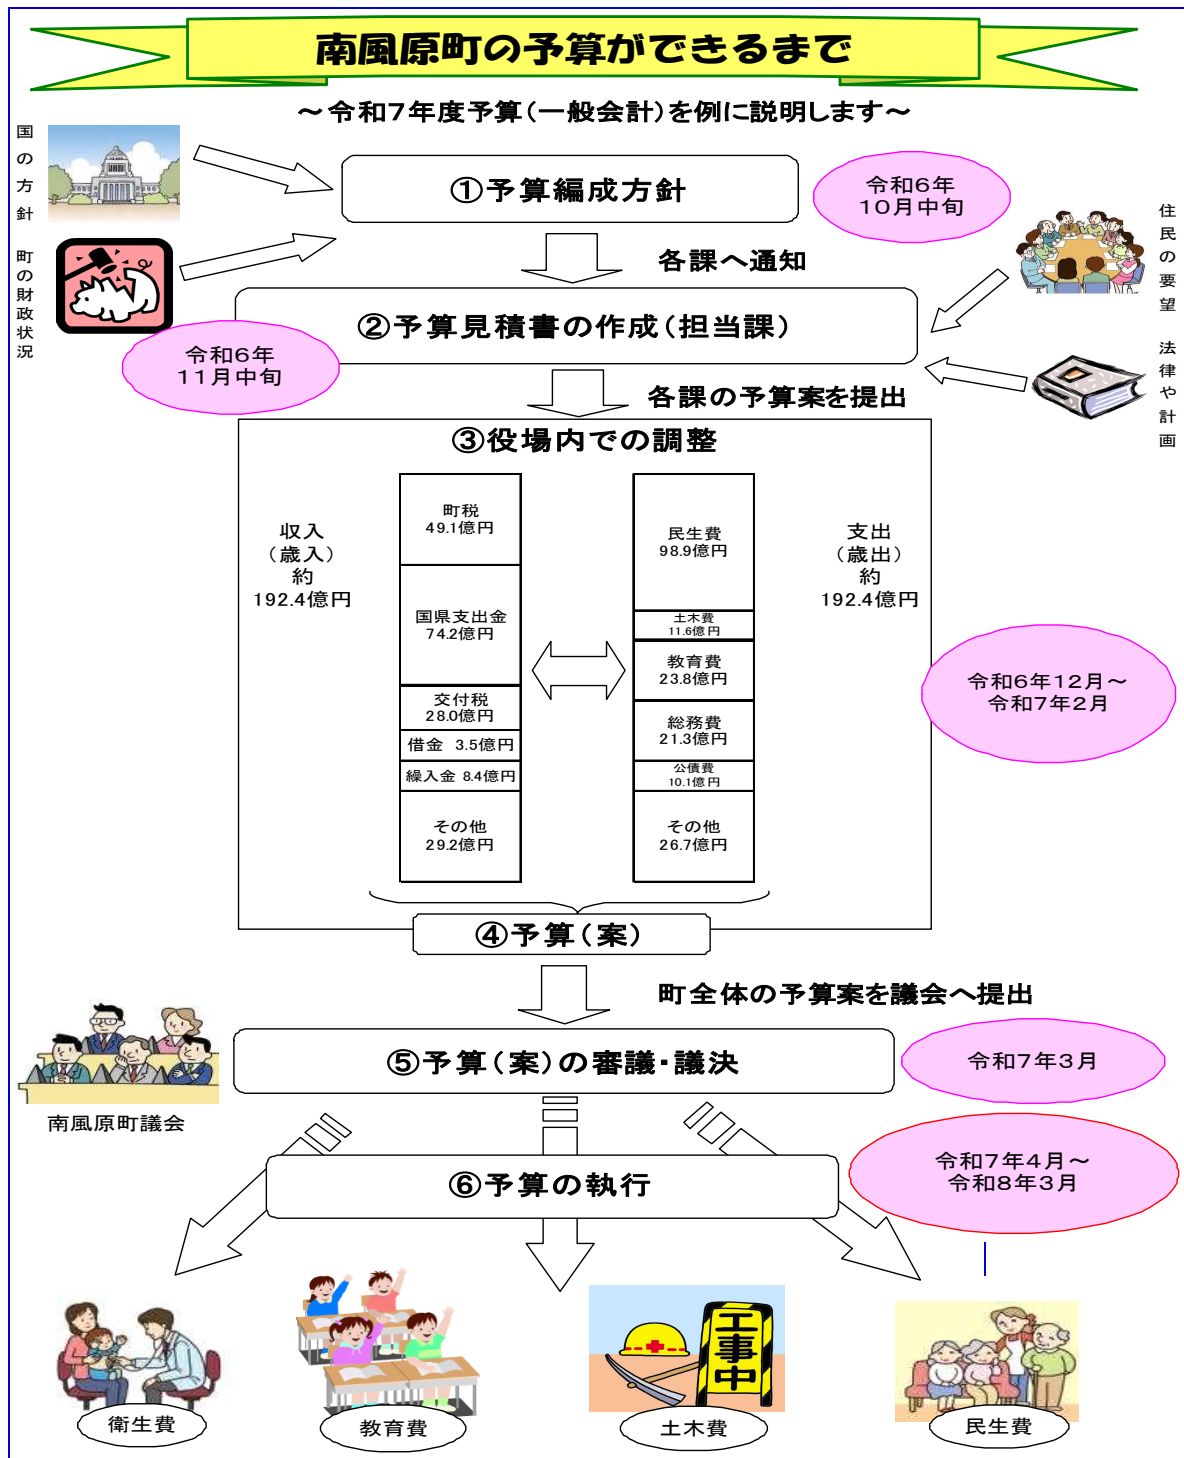 南風原町の予算ができるまで
～令和7年度予算(一般会計)を例に説明します～
国の方針
町の財政状況
①予算編成方針
令和6年
10月中旬
各課へ通知
住民の要望
法律や計画
②予算見積書の作成(担当課)
令和6年
11月中旬
各課の予算案を提出
③役場内での調整
収入
(歳入)
約
192.4億円
町税
49.1億円
国県支出金
74.2億円
交付税
28.0億円
借金 3.5億円
繰入金 8.4億円
その他
29.2億円
民生費
98.9億円
土木費
11.6億円
教育費
23.8億円
総務費
21.3億円
公債費
10.1億円
その他
26.7億円
支出
(歳出)
約
192.4億円
令和6年12月～
令和7年2月
④予算(案)
町全体の予算案を議会へ提出
南風原町議会
⑤予算(案)の審議・議決
令和7年3月
⑥予算の執行
令和7年4月～
令和8年3月
工事中
衛生費
教育費
土木費
民生費